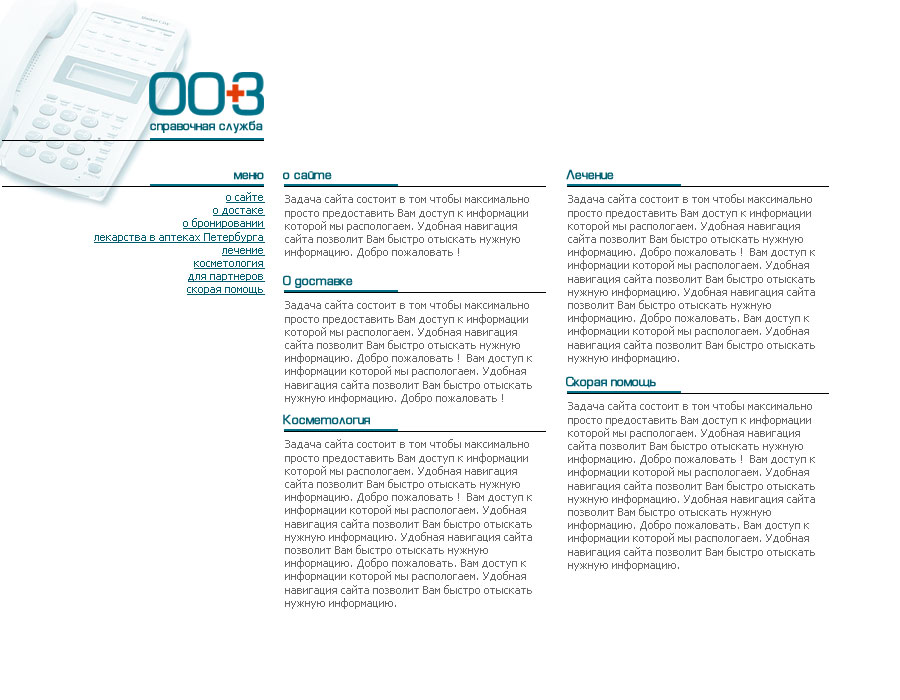 003
справочная служба
меню
о сайте
о достаке
о бронировании
лекарства в аптеках Петербурга
лечение
косметология
для партнеров
скорая помощь
о сайте
Задача сайта состоит в том чтобы максимально
просто предоставить Вам доступ к информации
которой мы распологаем. Удобная навигация
сайта позволит Вам быстро отыскать нужную
информацию. Добро пожаловать !
О доставке
Задача сайта состоит в том чтобы максимально
просто предоставить Вам доступ к информации
которой мы распологаем. Удобная навигация
сайта позволит Вам быстро отыскать нужную
информацию. Добро пожаловать ! Вам доступ к
информации которой мы распологаем. Удобная
навигация сайта позволит Вам быстро отыскать
нужную информацию. Добро пожаловать !
Косметология
Задача сайта состоит в том чтобы максимально
просто предоставить Вам доступ к информации
которой мы распологаем. Удобная навигация
сайта позволит Вам быстро отыскать нужную
информацию. Добро пожаловать ! Вам доступ к
информации которой мы распологаем. Удобная
навигация сайта позволит Вам быстро отыскать
нужную информацию. Удобная навигация сайта
позволит Вам быстро отыскать нужную
информацию. Добро пожаловать. Вам доступ к
информации которой мы распологаем. Удобная
навигация сайта позволит Вам быстро отыскать
нужную информацию.
Лечение
Задача сайта состоит в том чтобы максимально
просто предоставить Вам доступ к информации
которой мы распологаем. Удобная навигация
сайта позволит Вам быстро отыскать нужную
информацию. Добро пожаловать ! Вам доступ к
информации которой мы распологаем. Удобная
навигация сайта позволит Вам быстро отыскать
нужную информацию. Удобная навигация сайта
позволит Вам быстро отыскать нужную
информацию. Добро пожаловать. Вам доступ к
информации которой мы распологаем. Удобная
навигация сайта позволит Вам быстро отыскать
нужную информацию.
Скорая помощь
Задача сайта состоит в том чтобы максимально
просто предоставить Вам доступ к информации
которой мы распологаем. Удобная навигация
сайта позволит Вам быстро отыскать нужную
информацию. Добро пожаловать ! Вам доступ к
информации которой мы распологаем. Удобная
навигация сайта позволит Вам быстро отыскать
нужную информацию. Удобная навигация сайта
позволит Вам быстро отыскать нужную
информацию. Добро пожаловать. Вам доступ к
информации которой мы распологаем. Удобная
навигация сайта позволит Вам быстро отыскать
нужную информацию.